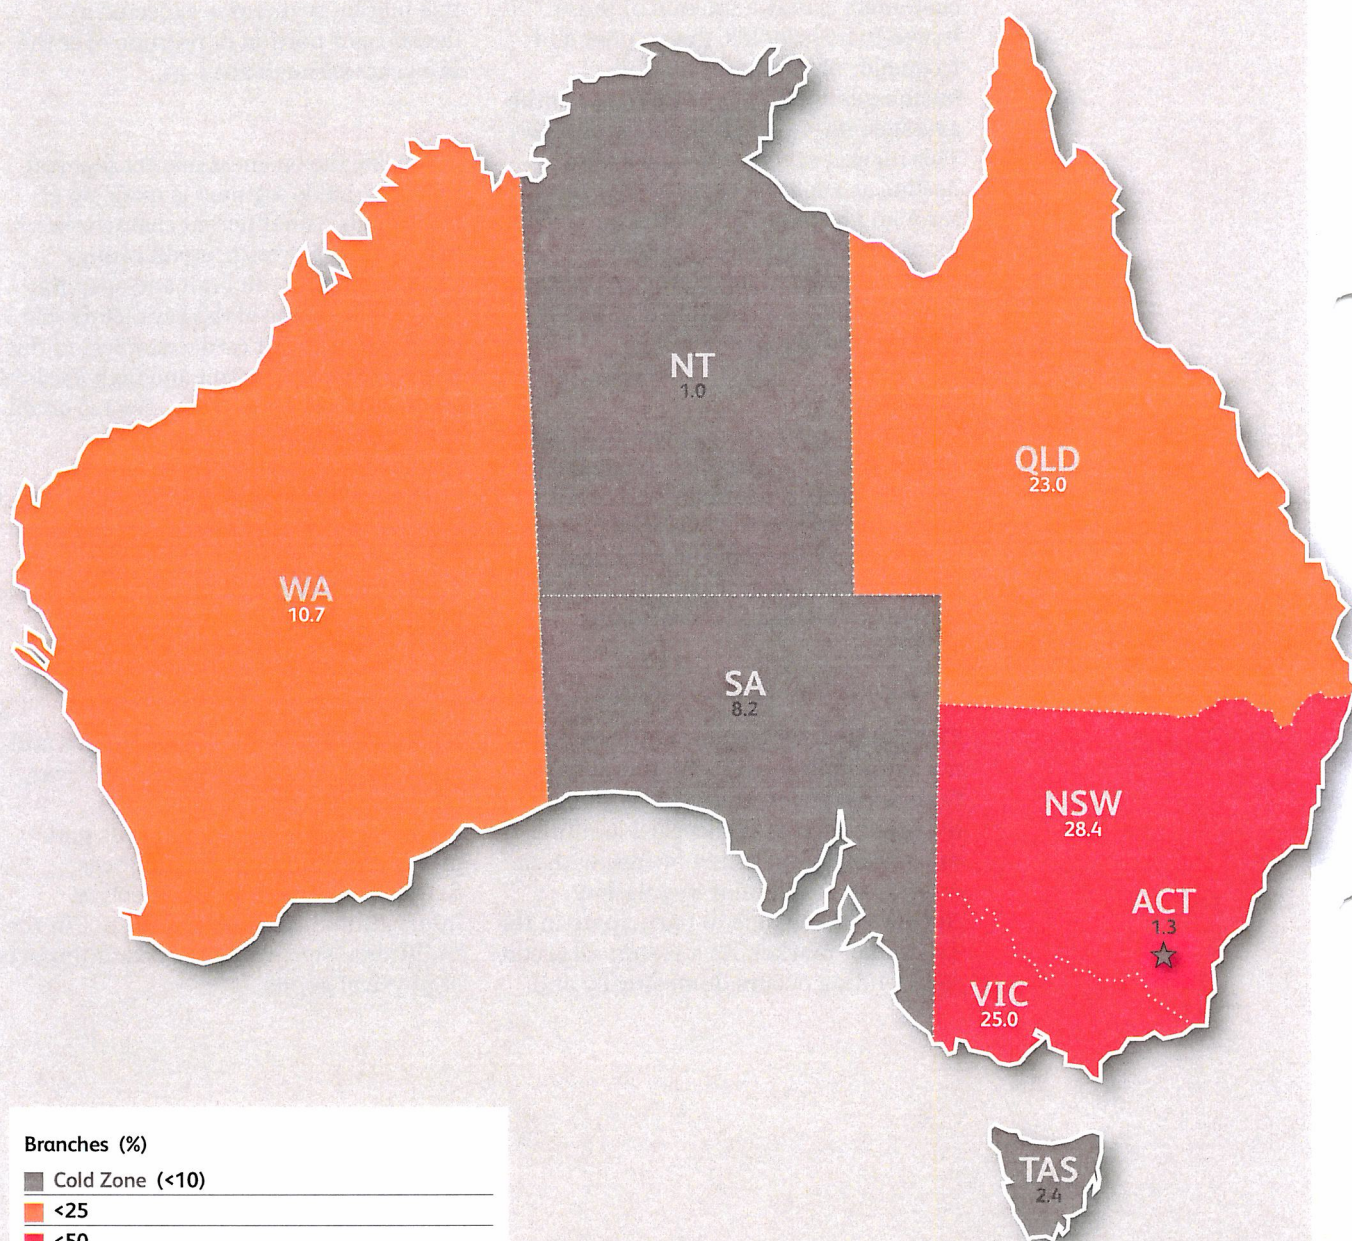 NT
1.0
QLD
23.0
WA
10.7
SA
8.2
NSW
28.4
ACT
1.3
VIC
25.0
TAS
2.4
Branches (%)
Cold Zone (<10)
<25
<50